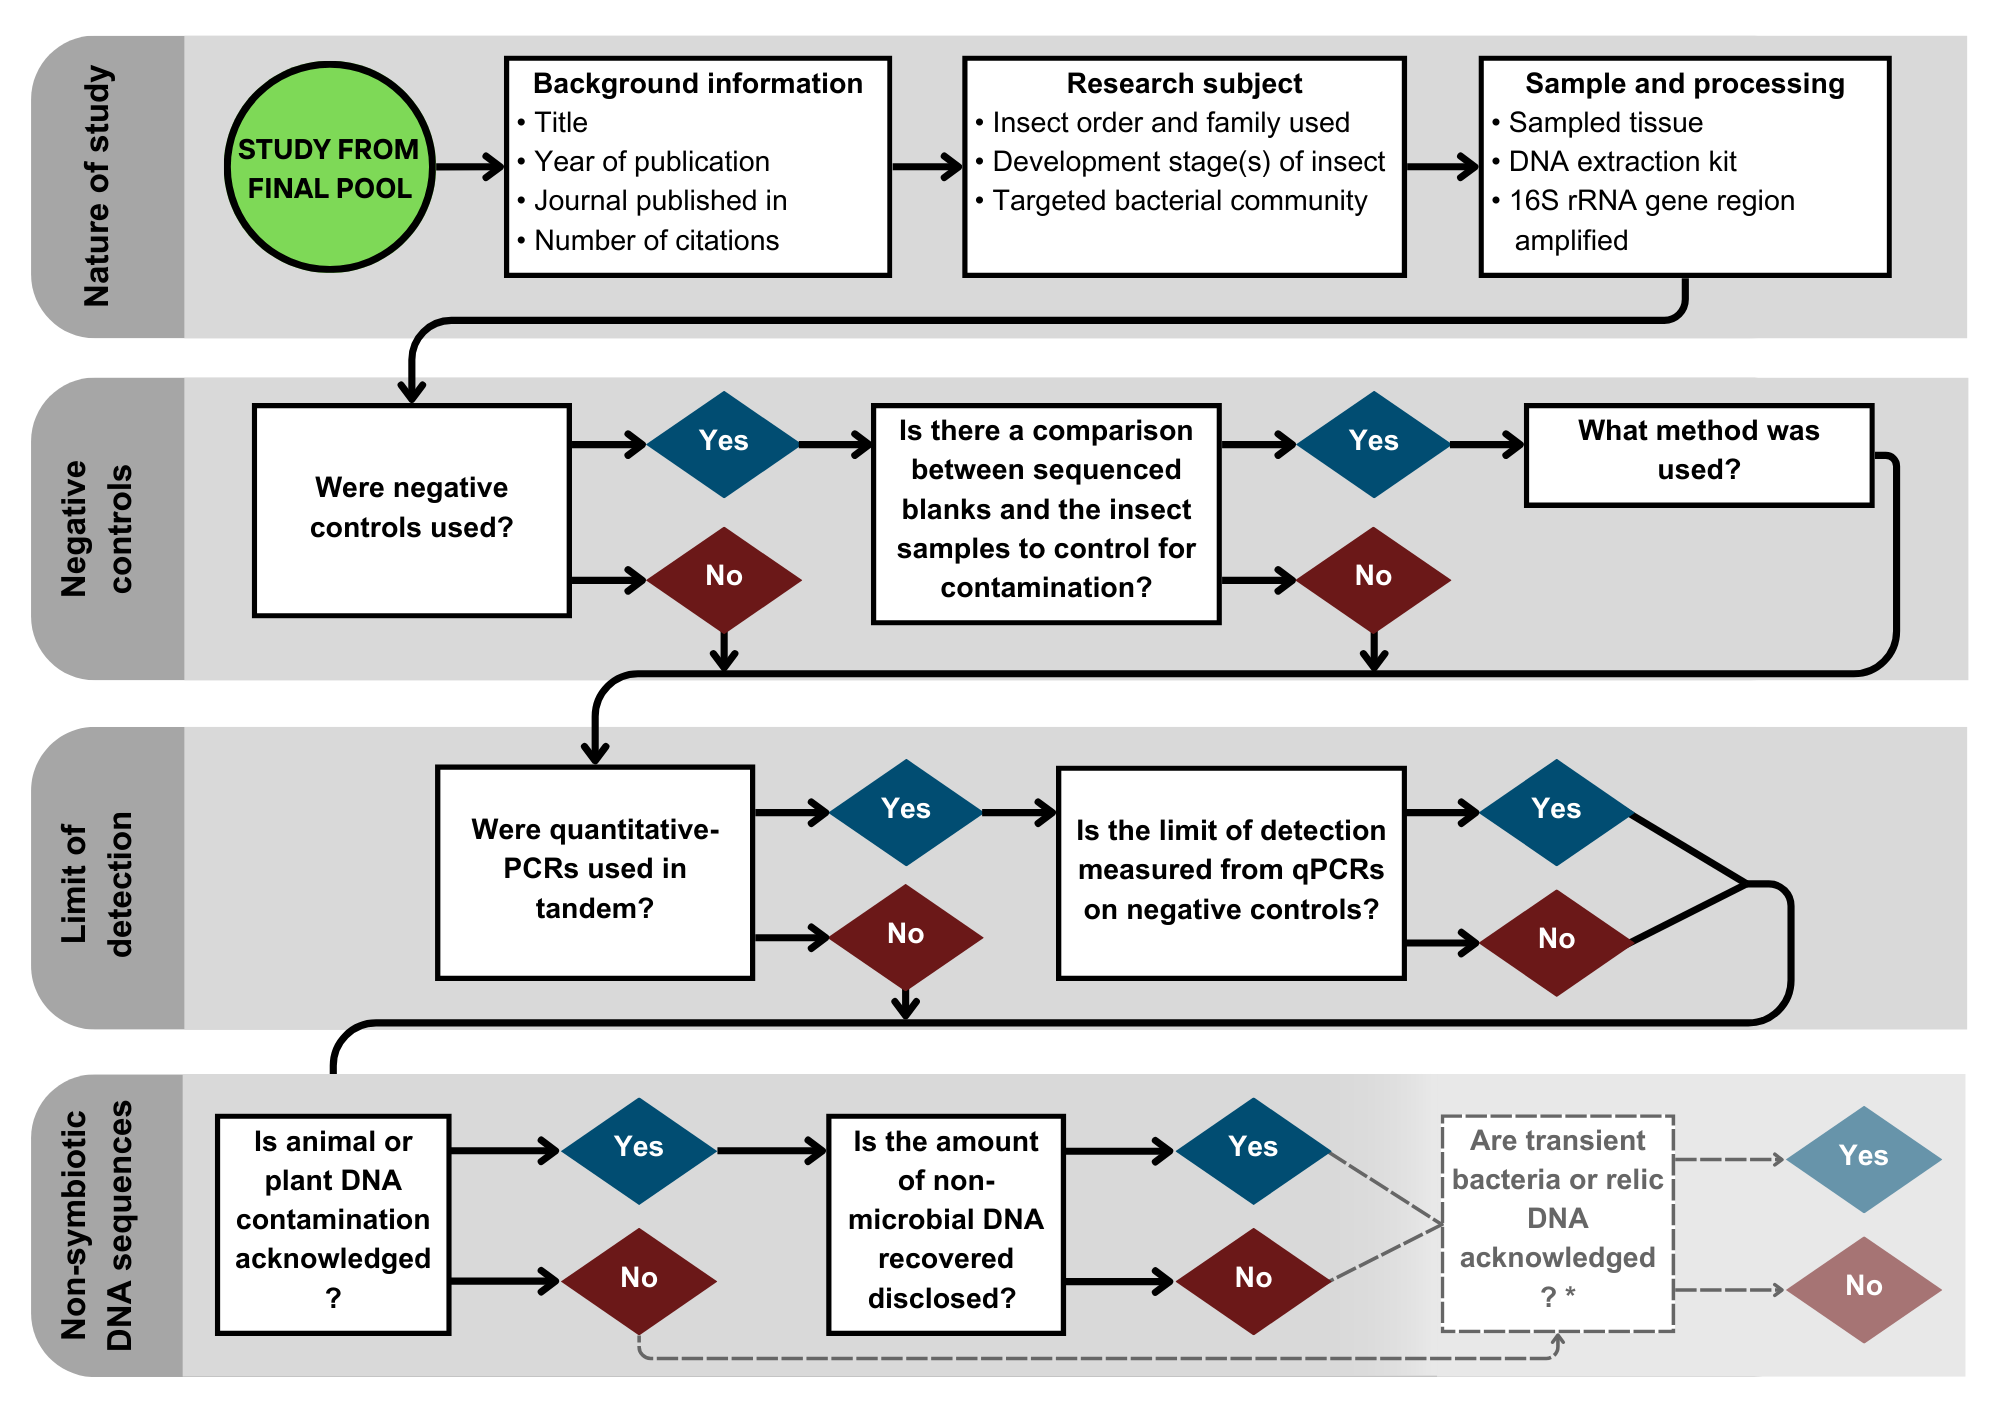 Nature of study
STUDY FROM
FINAL POOL
Background information
• Title
• Year of publication
• Journal published in
• Number of citations
Research subject
• Insect order and family used
• Development stage(s) of insect
• Targeted bacterial community
Sample and processing
• Sampled tissue
• DNA extraction kit
• 16S rRNA gene region
amplified
Negative
controls
Were negative
controls used?
Yes
No
Is there a comparison
between sequenced
blanks and the insect
samples to control for
contamination?
Yes
No
What method was
used?
Limit of
detection
Were quantitative-
PCRs used in
tandem?
Yes
No
Is the limit of detection
measured from qPCRs
on negative controls?
Yes
No
Non-symbiotic
DNA sequences
Is animal or
plant DNA
contamination
acknowledged
?
Yes
No
Is the amount
of non-
microbial DNA
recovered
disclosed?
Yes
No
Are transient
bacteria or relic
DNA
acknowledged
? *
Yes
No